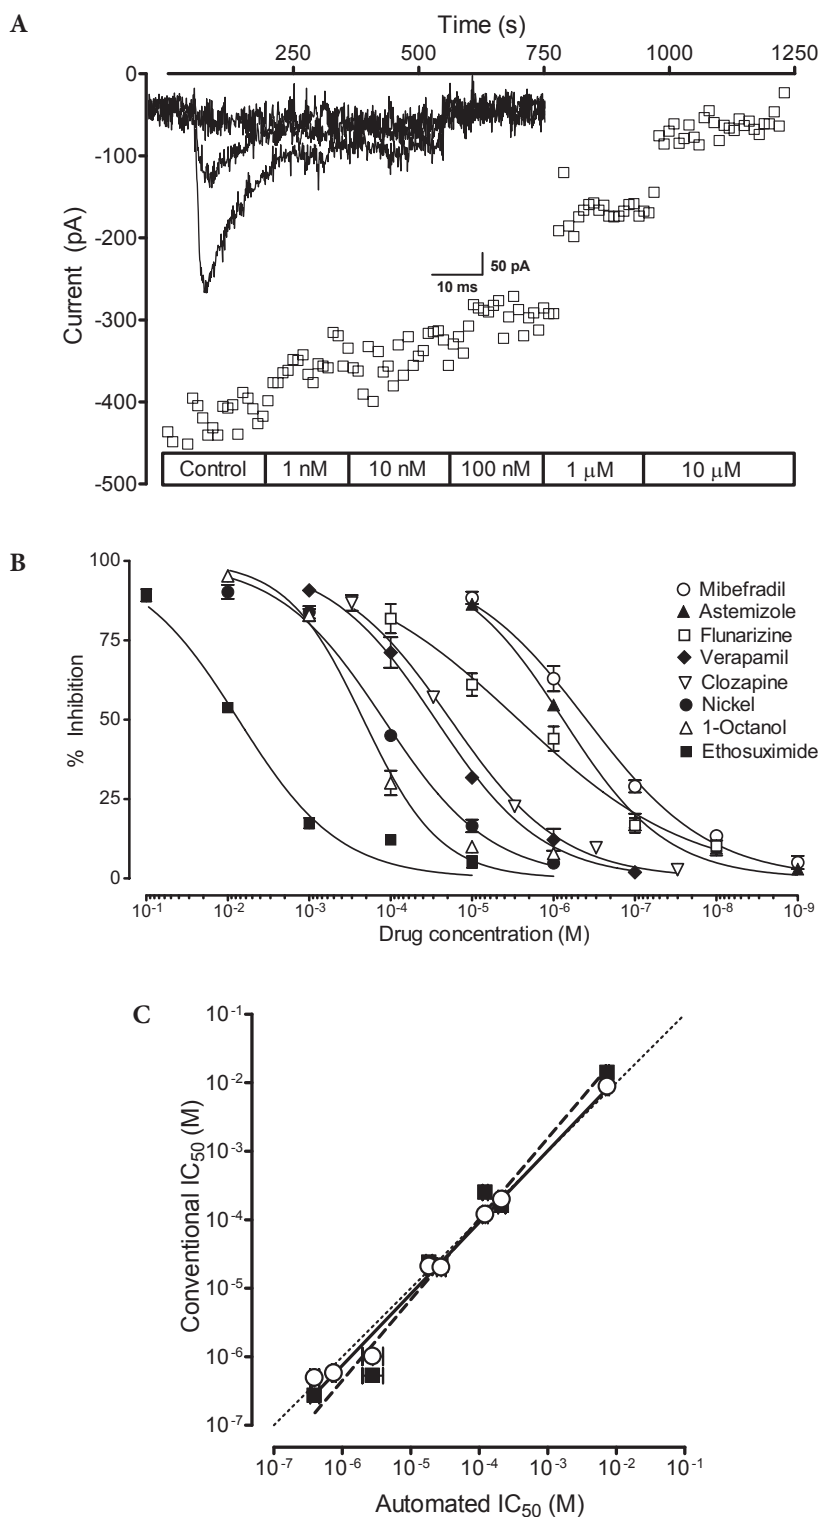 A
Time (s)
250 500 750 1000 1250
0
-100
-200
-300
-400
-500
Current (pA)
50 pA
10 ms
Control 1 nM 10 nM 100 nM 1 μM 10 μM
B
100
75
50
25
0
% Inhibition
Mibefradil
Astemizole
Flunarizine
Verapamil
Clozapine
Nickel
1-Octanol
Ethosuximide
10⁻¹ 10⁻² 10⁻³ 10⁻⁴ 10⁻⁵ 10⁻⁶ 10⁻⁷ 10⁻⁸ 10⁻⁹
Drug concentration (M)
C
10⁻¹
10⁻²
10⁻³
10⁻⁴
10⁻⁵
10⁻⁶
10⁻⁷
Conventional IC₅₀ (M)
10⁻⁷ 10⁻⁶ 10⁻⁵ 10⁻⁴ 10⁻³ 10⁻² 10⁻¹
Automated IC₅₀ (M)